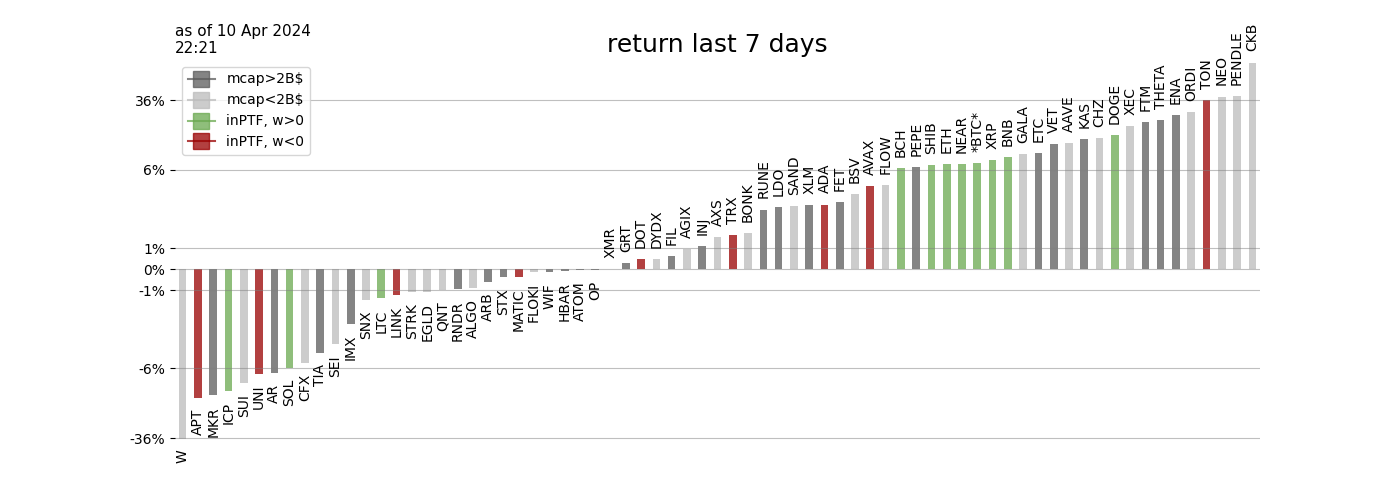 as of 10 Apr 2024
22:21
return last 7 days
mcap>2B$
mcap<2B$
inPTF, w>0
inPTF, w<0
36%
6%
1%
0%
-1%
-6%
-36%
W
APT
MKR
ICP
SUI
UNI
AR
SOL
CFX
TIA
SEI
IMX
SNX
LTC
LINK
STRK
EGLD
QNT
RNDR
ALGO
ARB
STX
MATIC
FLOKI
WIF
HBAR
ATOM
OP
XMR
GRT
DOT
DYDX
FIL
AGIX
INJ
AXS
TRX
BONK
RUNE
LDO
SAND
XLM
ADA
FET
BSV
AVAX
FLOW
BCH
PEPE
SHIB
ETH
NEAR
*BTC*
XRP
BNB
GALA
ETC
VET
AAVE
KAS
CHZ
DOGE
XEC
FTM
THETA
ENA
ORDI
TON
NEO
PENDLE
CKB